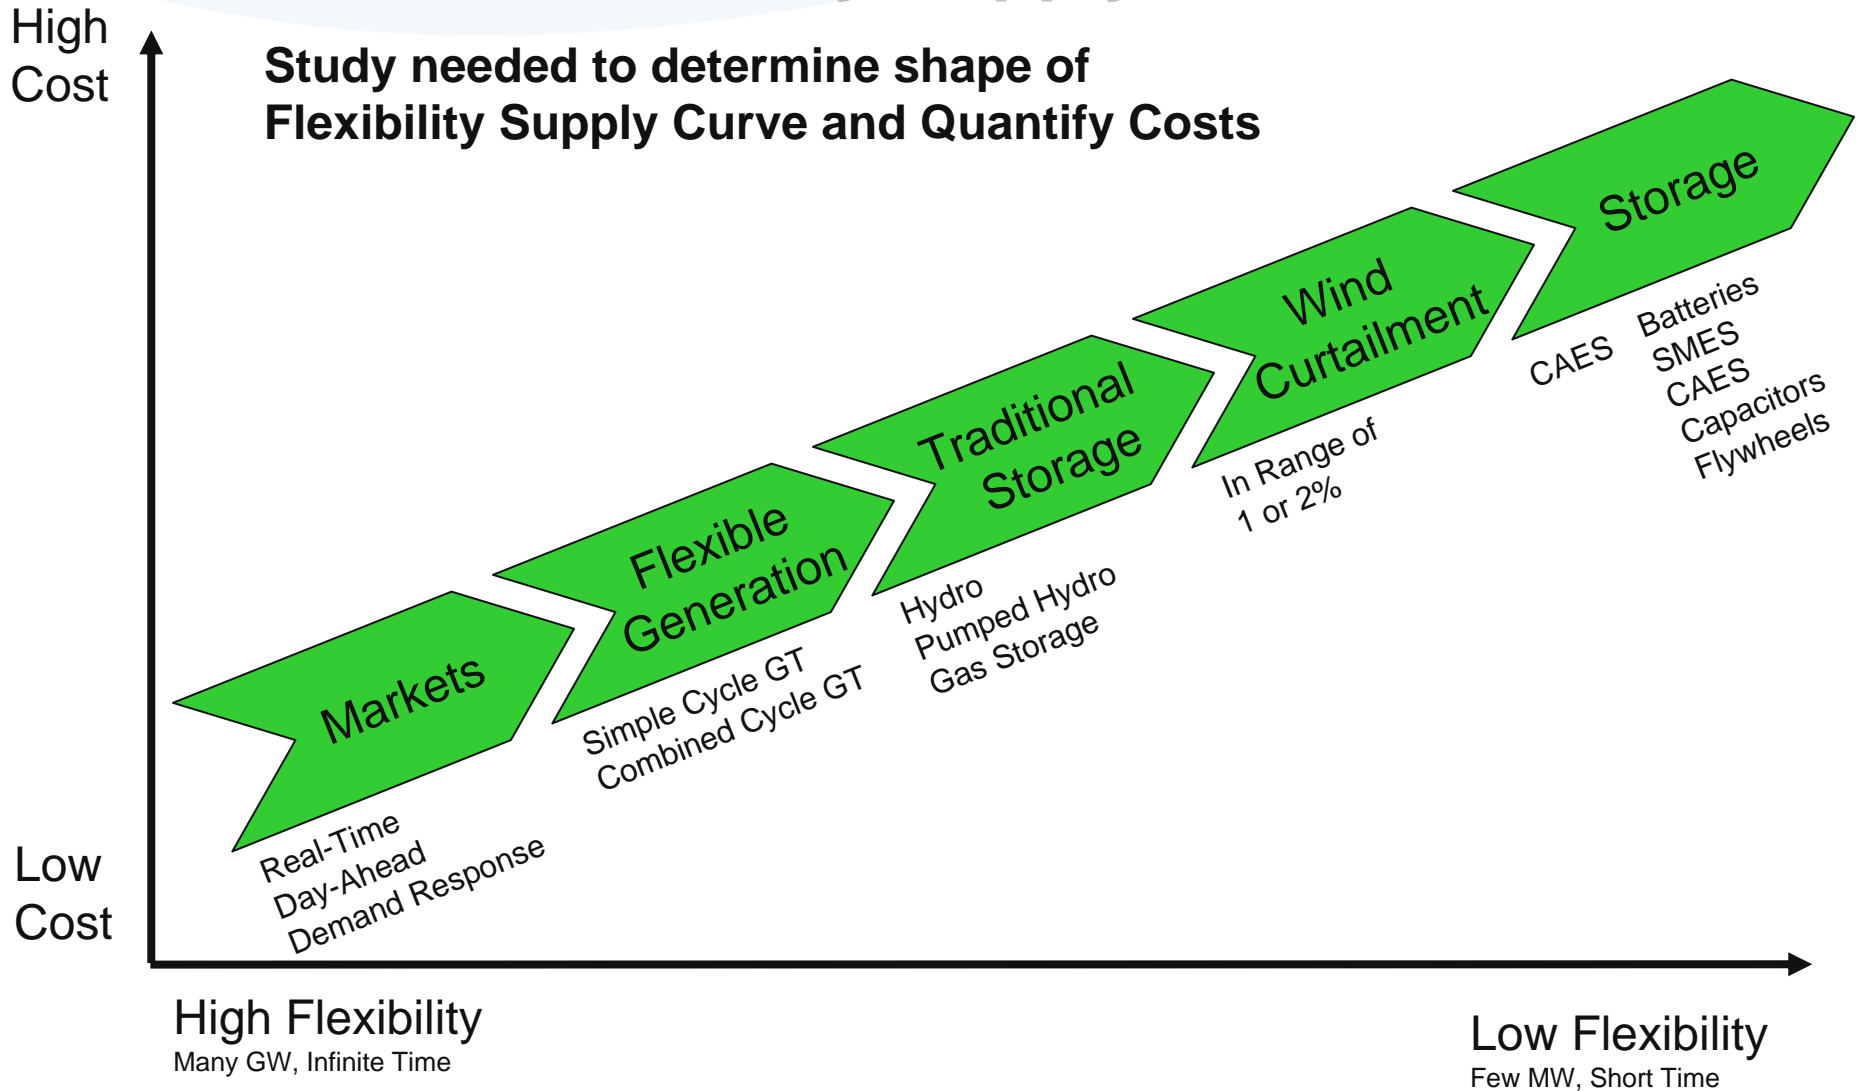 High
Cost
Study needed to determine shape of
Flexibility Supply Curve and Quantify Costs
Storage
Batteries
SMES
CAES
Capacitors
Flywheels
CAES
Wind
Curtailment
In Range of
1 or 2%
Traditional
Storage
Hydro
Pumped Hydro
Gas Storage
Flexible
Generation
Simple Cycle GT
Combined Cycle GT
Markets
Real-Time
Day-Ahead
Demand Response
Low
Cost
High Flexibility
Many GW, Infinite Time
Low Flexibility
Few MW, Short Time